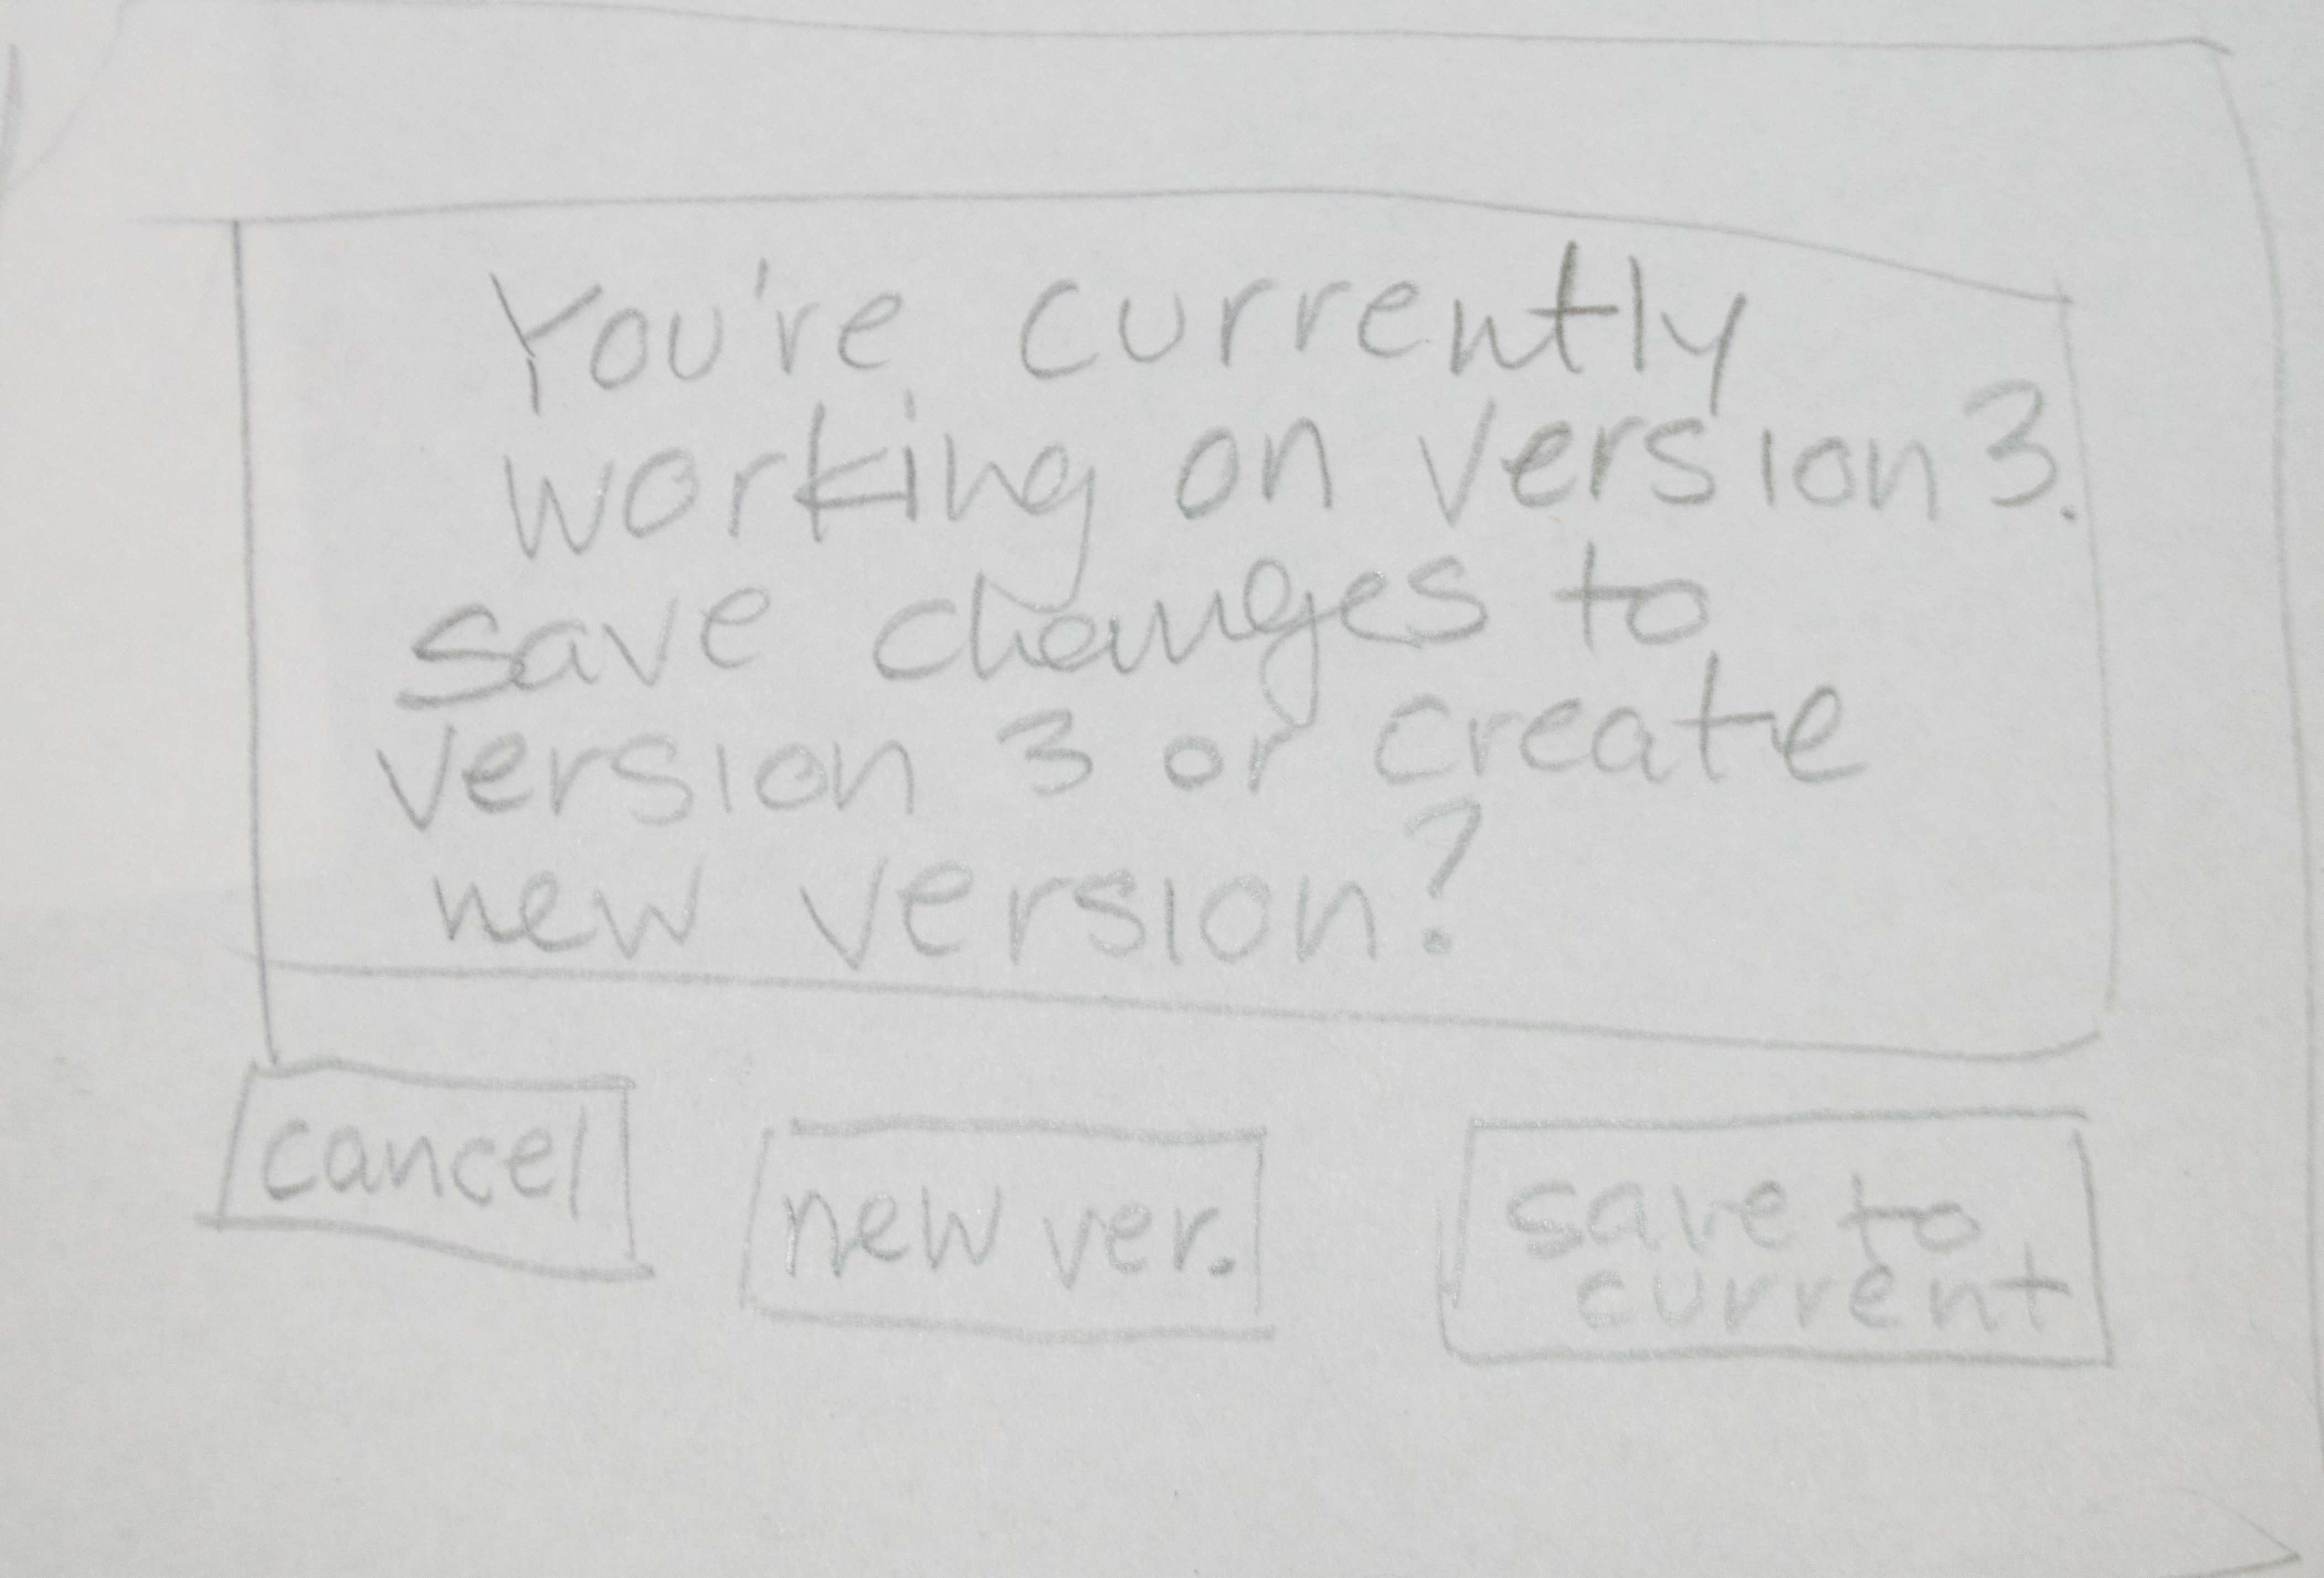 You're currently
working on version 3.
save changes to
version 3 or create
new version?
cancel
new ver.
save to
current